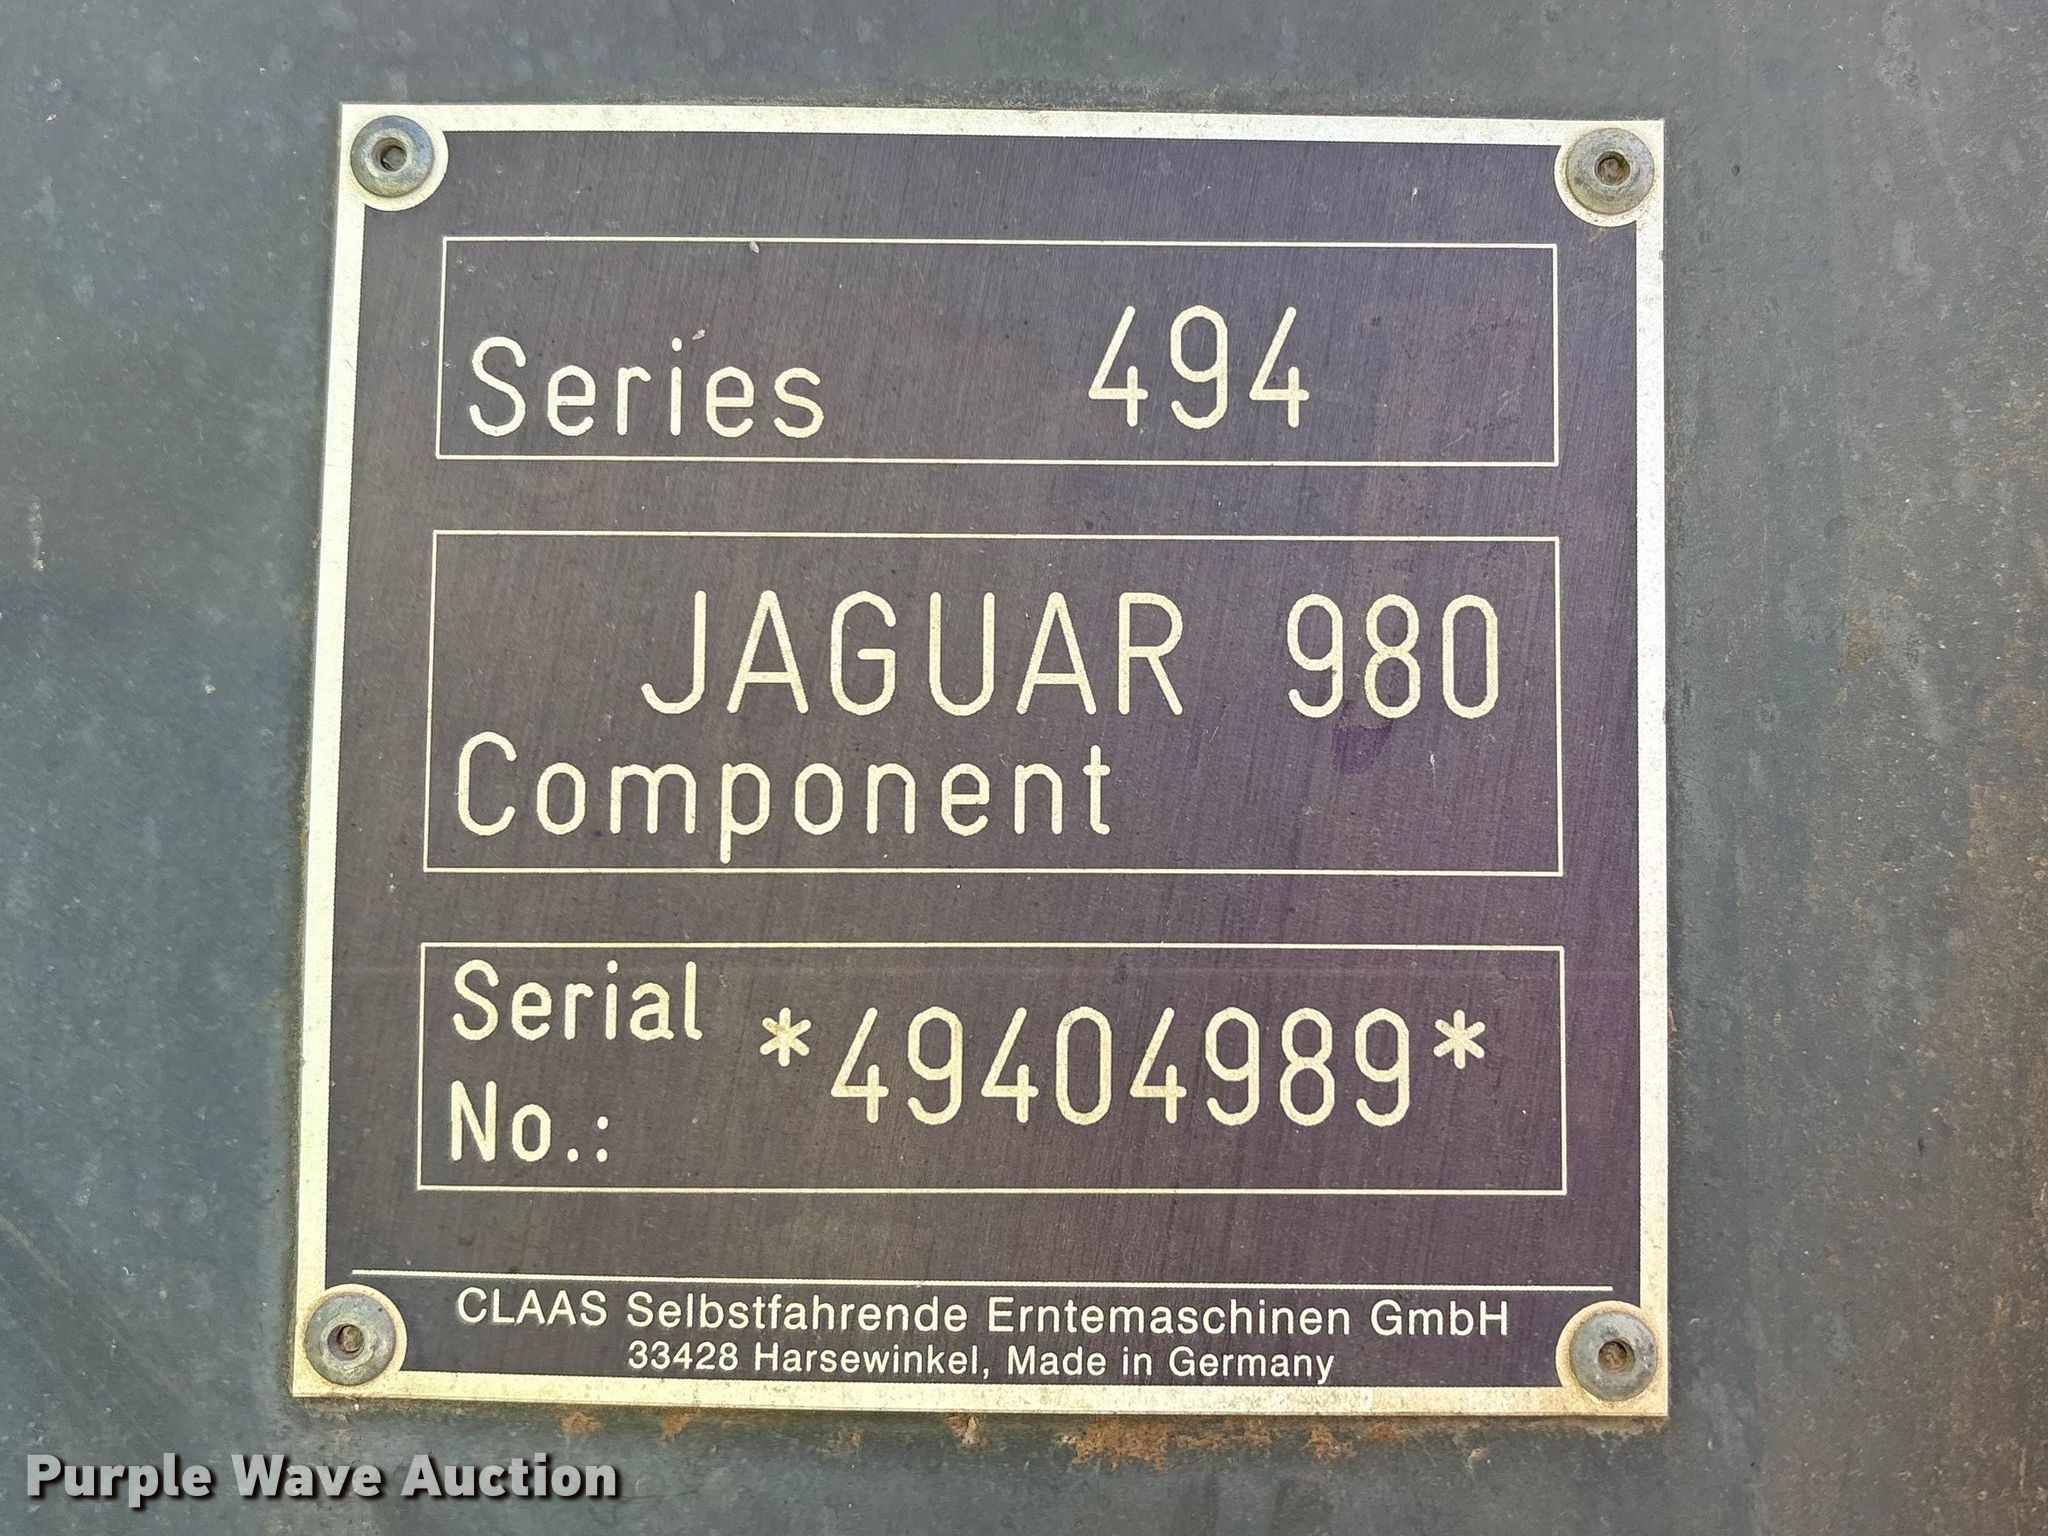 Series 494
JAGUAR 980
Component
Serial
No.: *49404989*
CLAAS Selbstfahrende Erntemaschinen GmbH
33428 Harsewinkel, Made in Germany
Purple Wave Auction